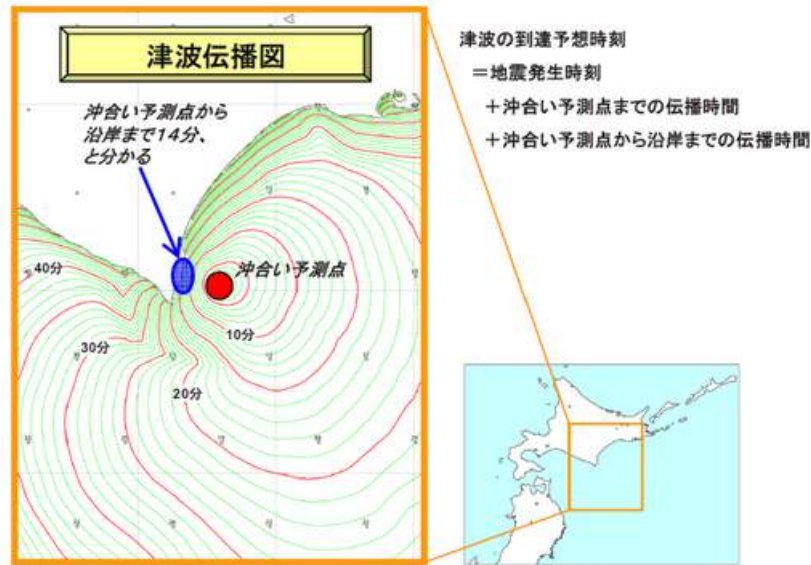 津波伝播図
沖合い予測点から
沿岸まで14分、
と分かる
沖合い予測点
40分
30分
20分
10分
津波の到達予想時刻
＝地震発生時刻
＋沖合い予測点までの伝播時間
＋沖合い予測点から沿岸までの伝播時間